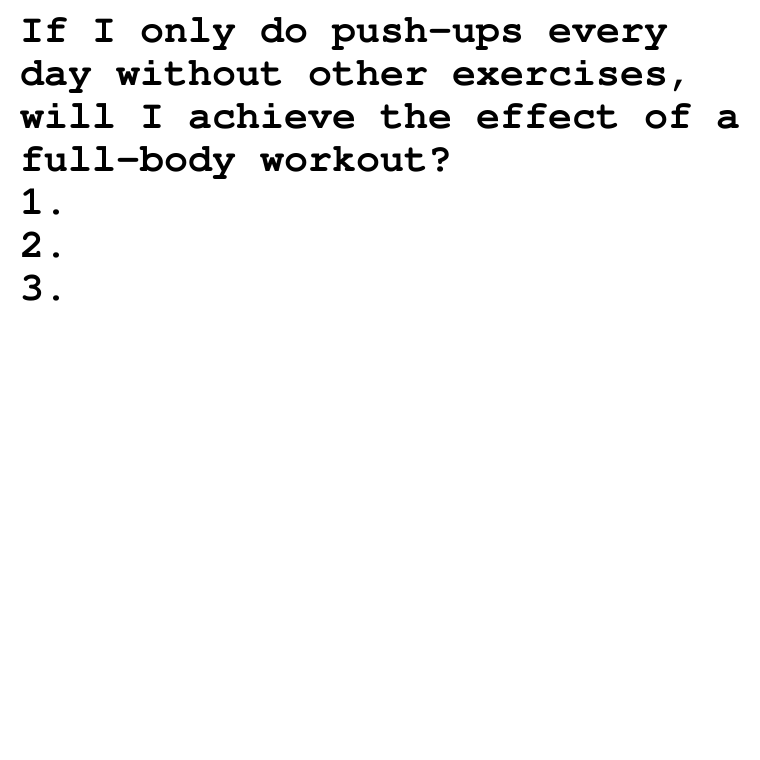 If I only do push-ups every
day without other exercises,
will I achieve the effect of a
full-body workout?
1.
2.
3.